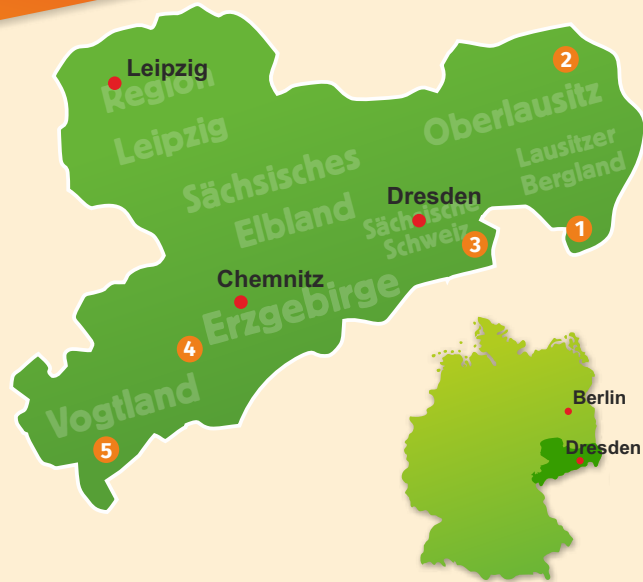 Leipzig
Region
Leipzig
2
Oberlausitz
Lausitzer
Bergland
Sächsisches
Elbland
Dresden
Sächsische
Schweiz
3
1
Chemnitz
Erzgebirge
4
Vogtland
5
Berlin
Dresden